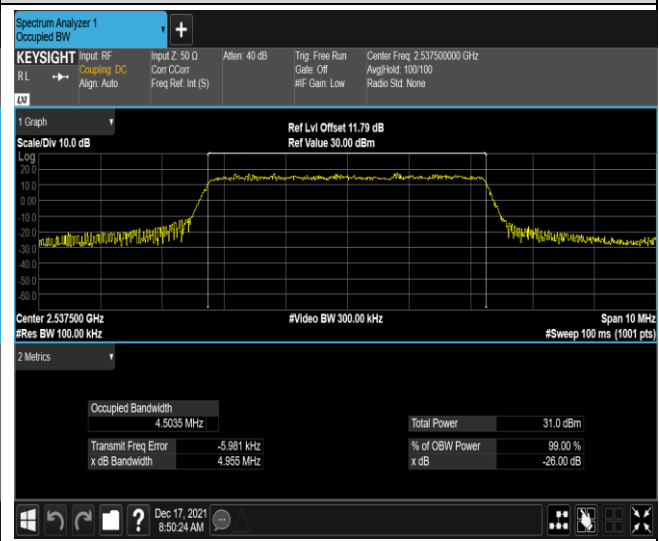 Spectrum Analyzer 1
Occupied BW
+
KEYSIGHT Input: RF Input Z: 50 Ω Atten: 40 dB Trig: Free Run Center Freq: 2.537500000 GHz
RL Coupling: DC Corr CCorr Gate: Off Avg|Hold: 100/100
Align: Auto Freq Ref: Int (S) #IF Gain: Low Radio Std: None
LXI
1 Graph
Ref Lvl Offset 11.79 dB
Scale/Div 10.0 dB Ref Value 30.00 dBm
Log
20.0
10.0
0.00
-10.0
-20.0
-30.0
-40.0
-50.0
-60.0
Center 2.537500 GHz #Video BW 300.00 kHz Span 10 MHz
#Res BW 100.00 kHz #Sweep 100 ms (1001 pts)
2 Metrics
Occupied Bandwidth
4.5035 MHz Total Power 31.0 dBm
Transmit Freq Error -5.981 kHz % of OBW Power 99.00 %
x dB Bandwidth 4.955 MHz x dB -26.00 dB
? Dec 17, 2021
8:50:24 AM